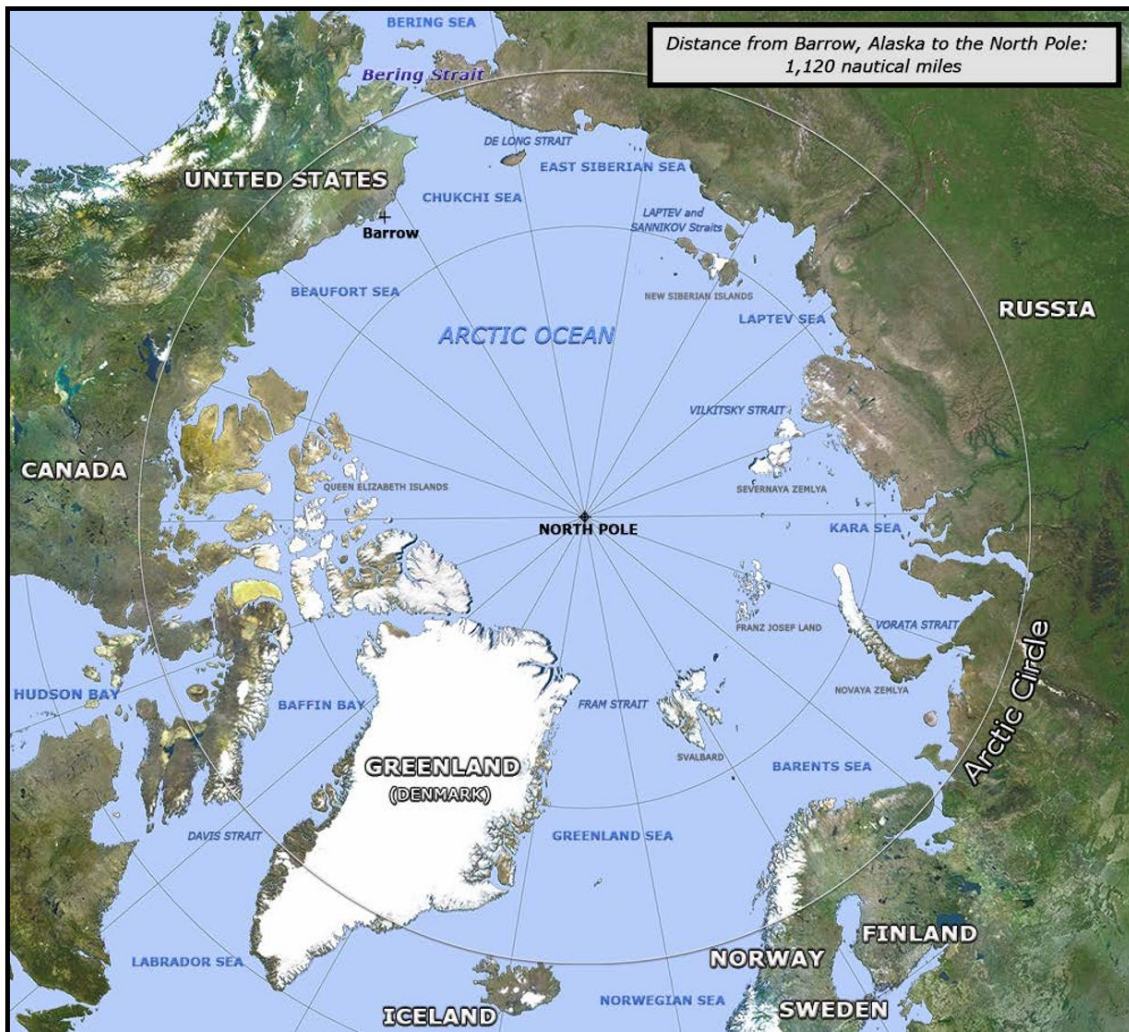 BERING SEA
Distance from Barrow, Alaska to the North Pole:
1,120 nautical miles
Bering Strait
DE LONG STRAIT
EAST SIBERIAN SEA
UNITED STATES
CHUKCHI SEA
LAPTEV and
SANNIKOV Straits
Barrow
BEAUFORT SEA
NEW SIBERIAN ISLANDS
RUSSIA
LAPTEV SEA
ARCTIC OCEAN
VILKITSKY STRAIT
CANADA
QUEEN ELIZABETH ISLANDS
SEVERNAYA ZEMLYA
NORTH POLE
KARA SEA
FRANZ JOSEF LAND
VORATA STRAIT
HUDSON BAY
BAFFIN BAY
FRAM STRAIT
NOVAYA ZEMLYA
Arctic Circle
SVALBARD
GREENLAND
(DENMARK)
BARENTS SEA
DAVIS STRAIT
GREENLAND SEA
FINLAND
LABRADOR SEA
NORWAY
ICELAND
NORWEGIAN SEA
SWEDEN